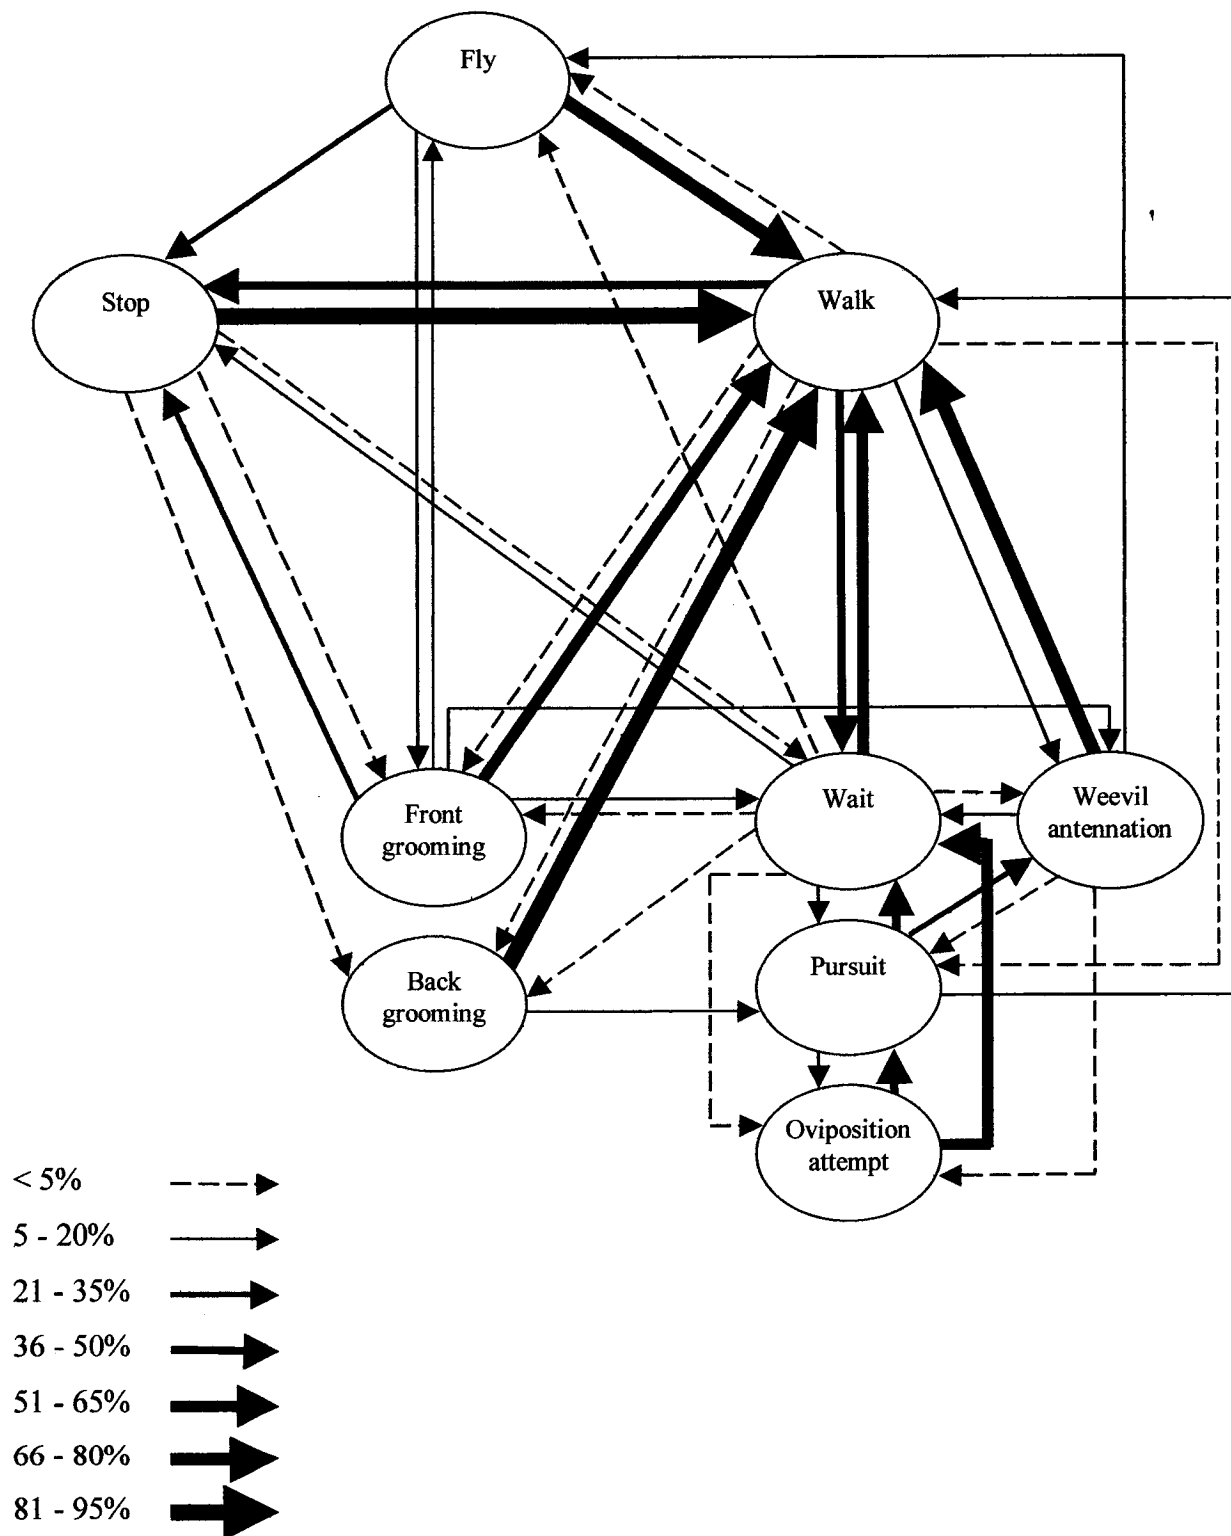 Fly
Stop
Walk
Front
grooming
Wait
Weevil
antennation
Back
grooming
Pursuit
Oviposition
attempt
< 5%
5 - 20%
21 - 35%
36 - 50%
51 - 65%
66 - 80%
81 - 95%